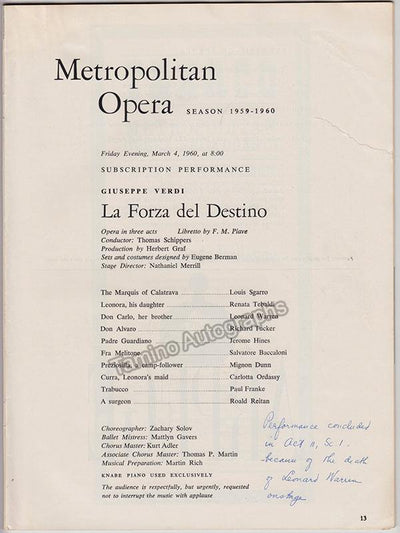 Metropolitan
Opera SEASON 1959-1960
Friday Evening, March 4, 1960, at 8:00
SUBSCRIPTION PERFORMANCE
GIUSEPPE VERDI
La Forza del Destino
Opera in three acts Libretto by F. M. Piave
Conductor: Thomas Schippers
Production by Herbert Graf
Sets and costumes designed by Eugene Berman
Stage Director: Nathaniel Merrill
The Marquis of Calatrava Louis Sgarro
Leonora, his daughter Renata Tebaldi
Don Carlo, her brother Leonard Warren
Don Alvaro Richard Tucker
Padre Guardiano Jerome Hines
Fra Melitone Salvatore Baccaloni
Preziosilla, a camp-follower Mignon Dunn
Curra, Leonora's maid Carlotta Ordassy
Trabucco Paul Franke
A surgeon Roald Reitan
Tamino Autographs
Choreographer: Zachary Solov
Ballet Mistress: Mattlyn Gavers
Chorus Master: Kurt Adler
Associate Chorus Master: Thomas P. Martin
Musical Preparation: Martin Rich
KNABE PIANO USED EXCLUSIVELY
The audience is respectfully, but urgently, requested
not to interrupt the music with applause
Performance concluded
in Act II, Sc 1.
because of the death
of Leonard Warren
onstage
13